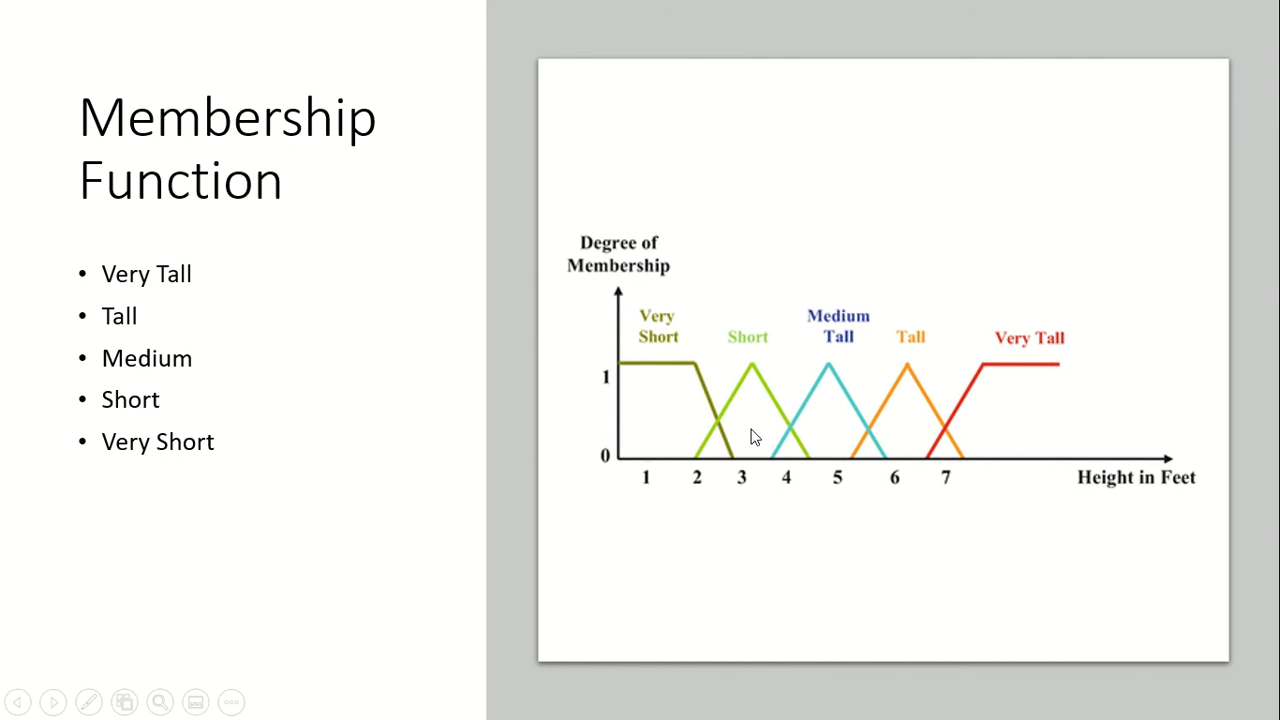 Membership
Function
• Very Tall
• Tall
• Medium
• Short
• Very Short
Degree of
Membership
Very
Short
Short
Medium
Tall
Tall
Very Tall
1
0
1 2 3 4 5 6 7
Height in Feet